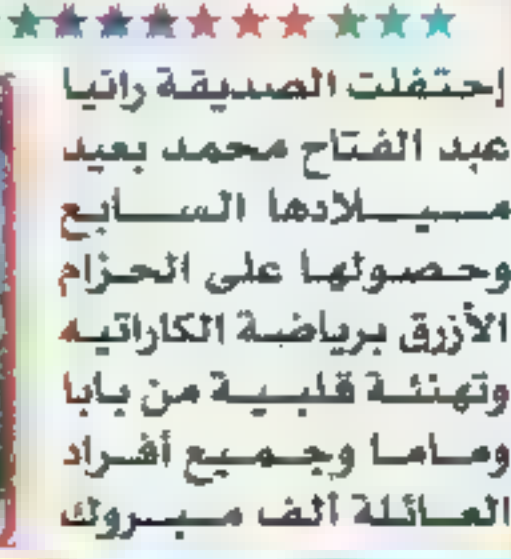 إحتفلت الصديقة رانيا
عبد الفتاح محمد بعيد
ميلادها السابع
وحصولها على الحزام
الأزرق برياضة الكاراتيه
وتهنئة قلبية من بابا
وماما وجميع أفراد
العائلة ألف مبروك